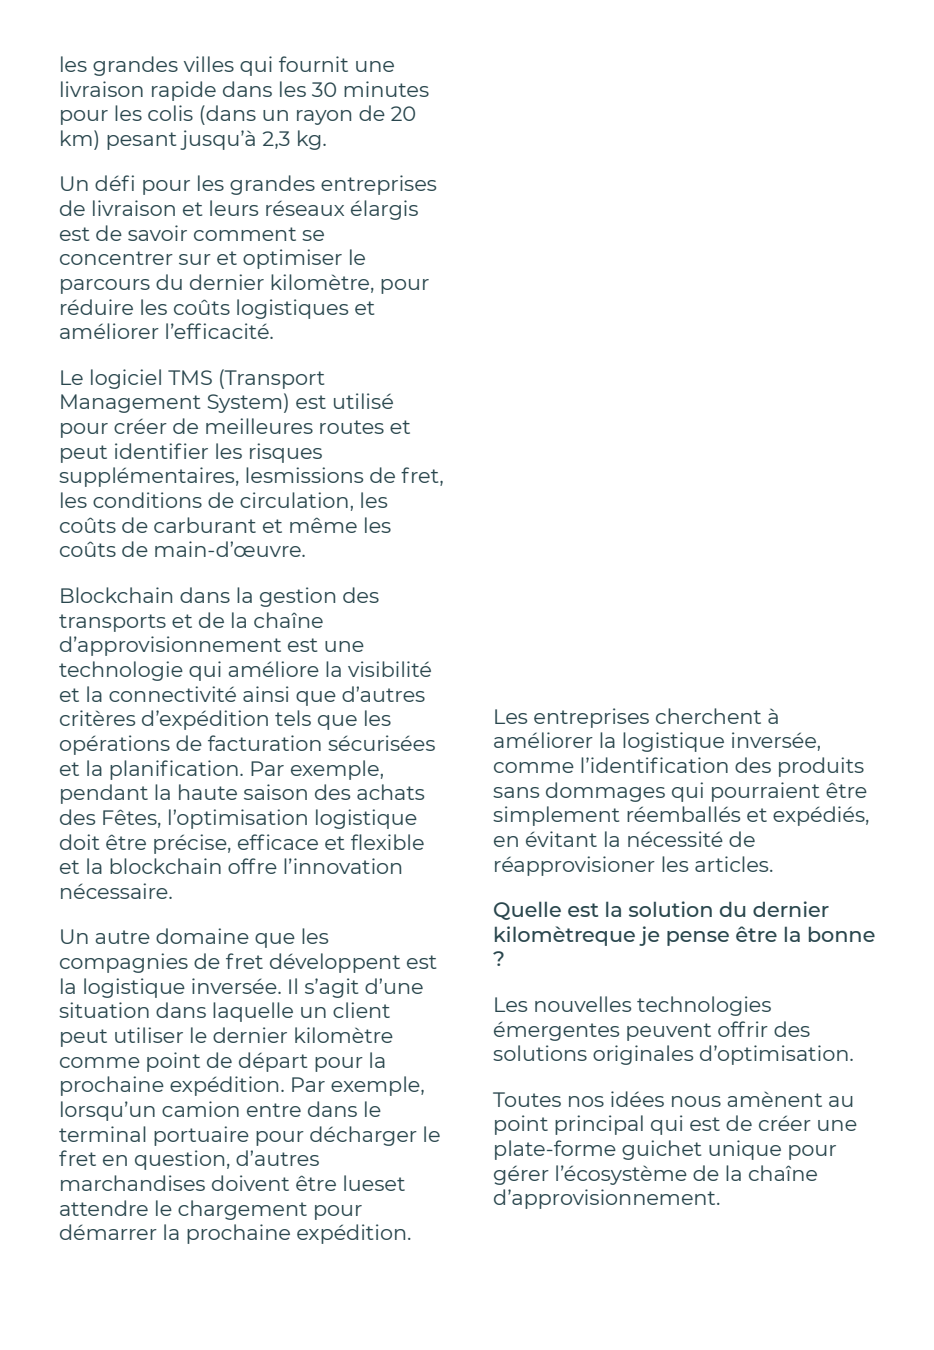 les grandes villes qui fournit une
livraison rapide dans les 30 minutes
pour les colis (dans un rayon de 20
km) pesant jusqu’à 2,3 kg.
Un défi pour les grandes entreprises
de livraison et leurs réseaux élargis
est de savoir comment se
concentrer sur et optimiser le
parcours du dernier kilomètre, pour
réduire les coûts logistiques et
améliorer l’efficacité.
Le logiciel TMS (Transport
Management System) est utilisé
pour créer de meilleures routes et
peut identifier les risques
supplémentaires, lesmissions de fret,
les conditions de circulation, les
coûts de carburant et même les
coûts de main-d’œuvre.
Blockchain dans la gestion des
transports et de la chaîne
d’approvisionnement est une
technologie qui améliore la visibilité
et la connectivité ainsi que d’autres
critères d’expédition tels que les
opérations de facturation sécurisées
et la planification. Par exemple,
pendant la haute saison des achats
des Fêtes, l’optimisation logistique
doit être précise, efficace et flexible
et la blockchain offre l’innovation
nécessaire.
Un autre domaine que les
compagnies de fret développent est
la logistique inversée. Il s’agit d’une
situation dans laquelle un client
peut utiliser le dernier kilomètre
comme point de départ pour la
prochaine expédition. Par exemple,
lorsqu’un camion entre dans le
terminal portuaire pour décharger le
fret en question, d’autres
marchandises doivent être lueset
attendre le chargement pour
démarrer la prochaine expédition.
Les entreprises cherchent à
améliorer la logistique inversée,
comme l’identification des produits
sans dommages qui pourraient être
simplement réemballés et expédiés,
en évitant la nécessité de
réapprovisioner les articles.
Quelle est la solution du dernier
kilomètreque je pense être la bonne
?
Les nouvelles technologies
émergentes peuvent offrir des
solutions originales d’optimisation.
Toutes nos idées nous amènent au
point principal qui est de créer une
plate-forme guichet unique pour
gérer l’écosystème de la chaîne
d’approvisionnement.